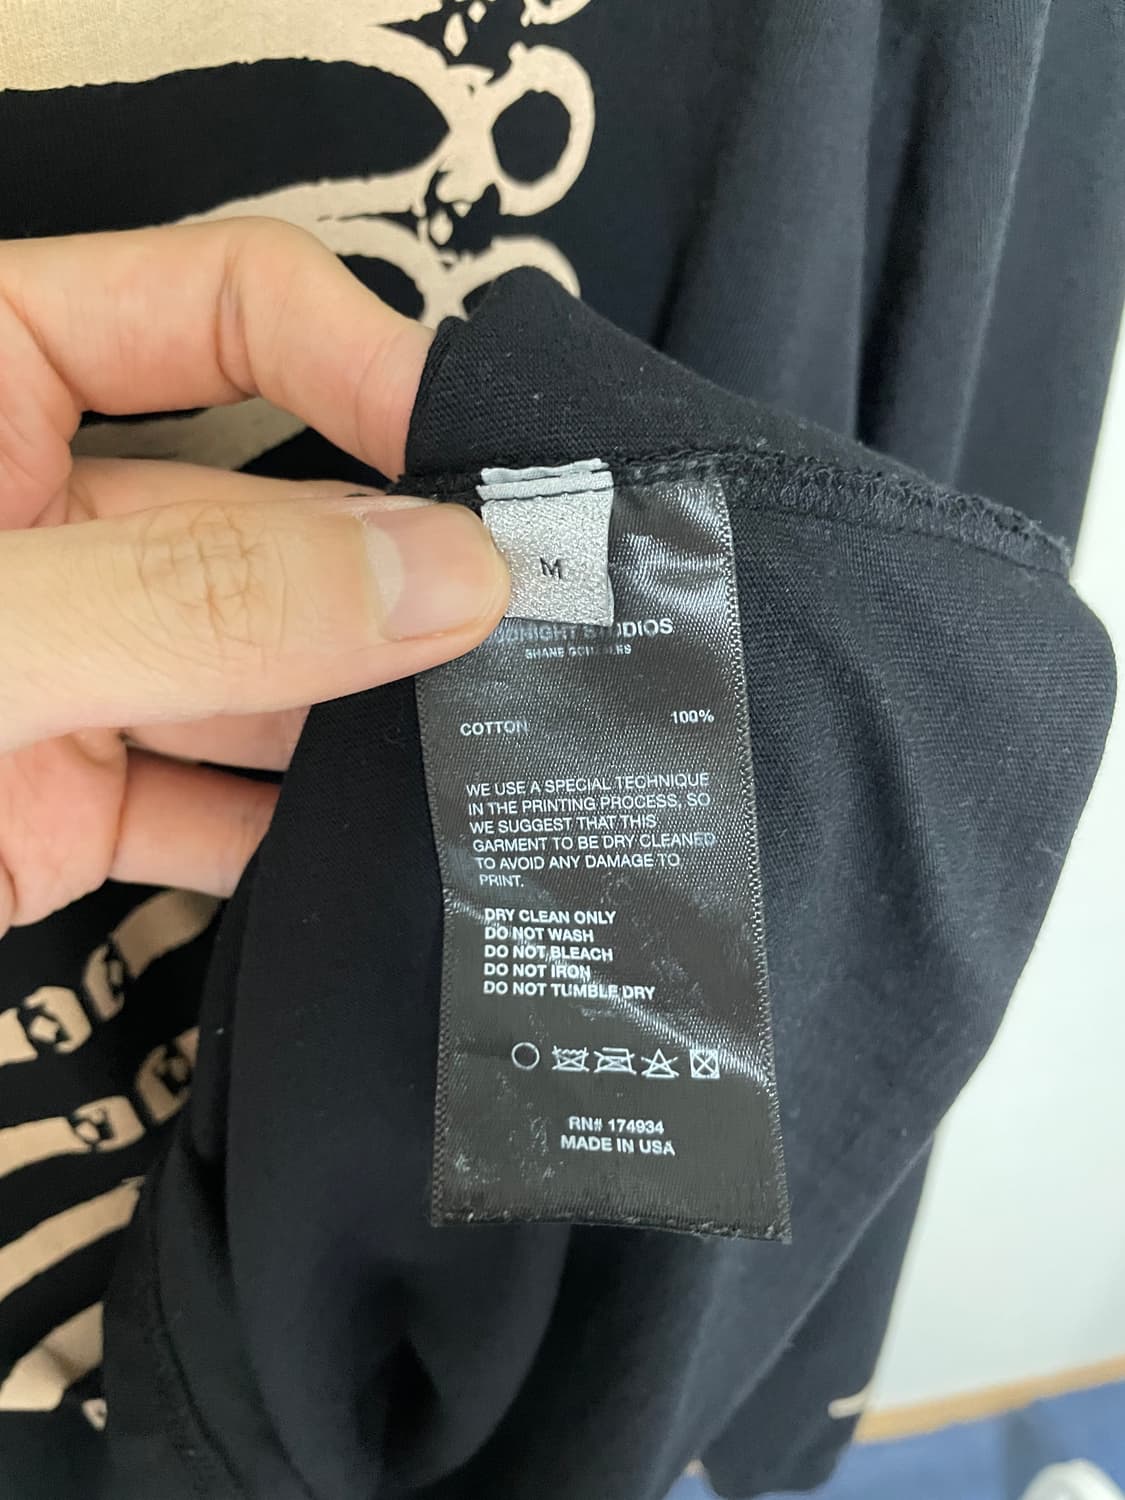 M
STUDIOS
SHANE
COTTON 100%
WE USE A SPECIAL TECHNIQUE
IN THE PRINTING PROCESS, SO
WE SUGGEST THAT THIS
GARMENT TO BE DRY CLEANED
TO AVOID ANY DAMAGE TO
PRINT.
DRY CLEAN ONLY
DO NOT WASH
DO NOT BLEACH
DO NOT IRON
DO NOT TUMBLE DRY
RN# 174934
MADE IN USA